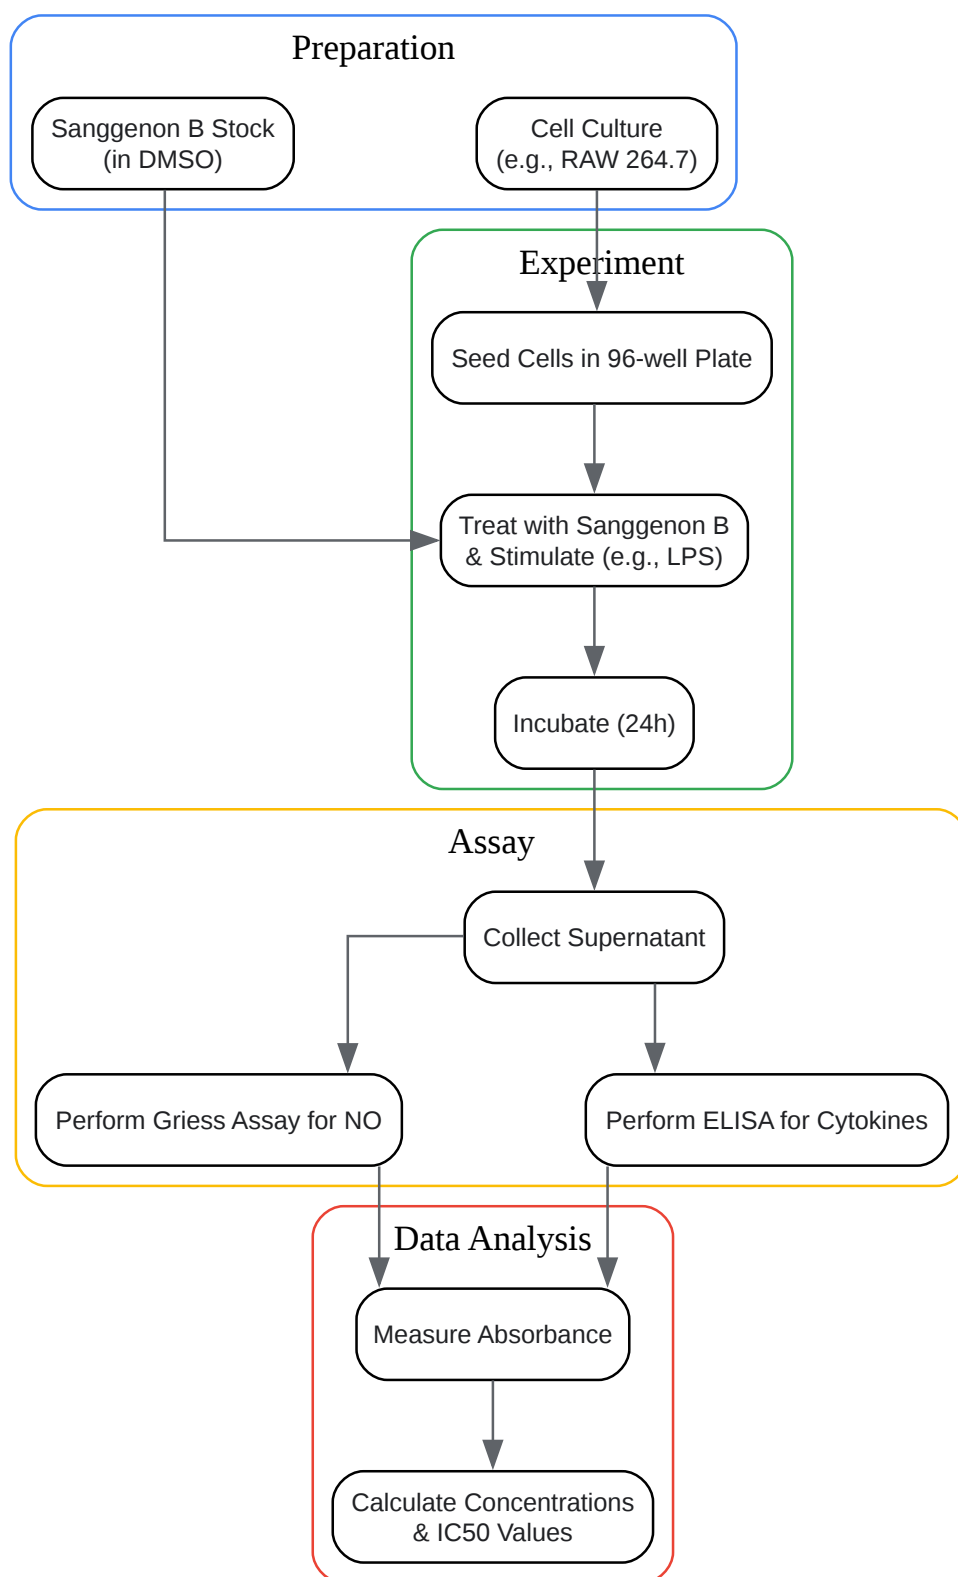 Preparation
Sanggenon B Stock
(in DMSO)
Cell Culture
(e.g., RAW 264.7)
Experiment
Seed Cells in 96-well Plate
Treat with Sanggenon B
& Stimulate (e.g., LPS)
Incubate (24h)
Assay
Collect Supernatant
Perform Griess Assay for NO
Perform ELISA for Cytokines
Data Analysis
Measure Absorbance
Calculate Concentrations
& IC50 Values